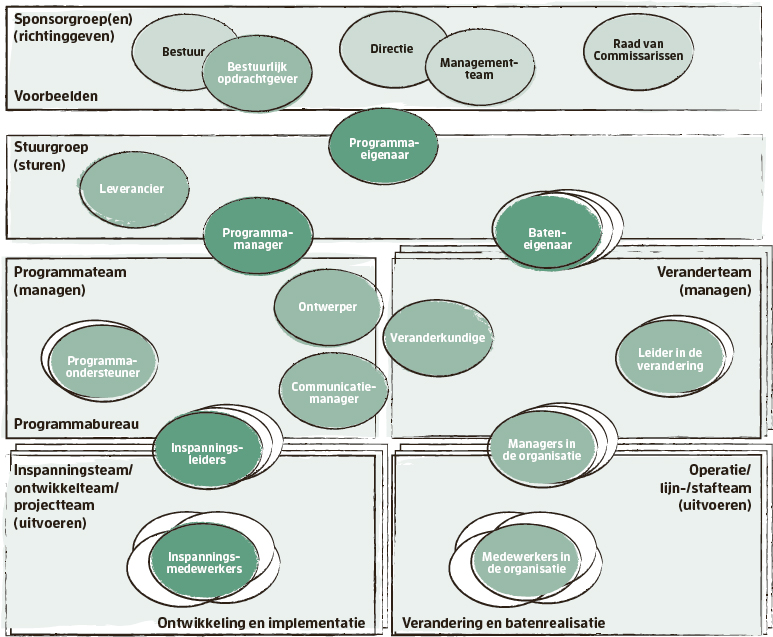 Sponsorgroep(en)
(richtinggeven)
Bestuur
Bestuurlijk
opdrachtgever
Directie
Management-
team
Raad van
Commissarissen
Voorbeelden
Stuurgroep
(sturen)
Programma-
eigenaar
Leverancier
Programma-
manager
Baten-
eigenaar
Programmateam
(managen)
Ontwerper
Programma-
ondersteuner
Communicatie-
manager
Programmabureau
Veranderteam
(managen)
Veranderkundige
Leider in de
verandering
Inspannings-
leiders
Managers in
de organisatie
Inspanningsteam/
ontwikkelteam/
projectteam
(uitvoeren)
Inspannings-
medewerkers
Ontwikkeling en implementatie
Operatie/
lijn-/stafteam
(uitvoeren)
Medewerkers in
de organisatie
Verandering en batenrealisatie